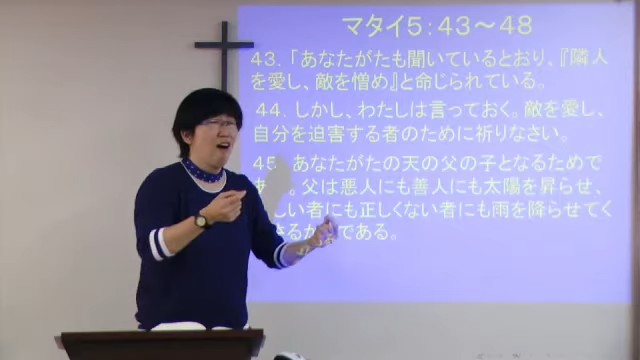 マタイ５：４３～４８
４３．「あなたがたも聞いているとおり、『隣人
を愛し、敵を憎め』と命じられている。
４４．しかし、わたしは言っておく。敵を愛し、
自分を迫害する者のために祈りなさい。
４５ あなたがたの天の父の子となるためで
あ 。父は悪人にも善人にも太陽を昇らせ、
しい者にも正しくない者にも雨を降らせてく
さるか である。